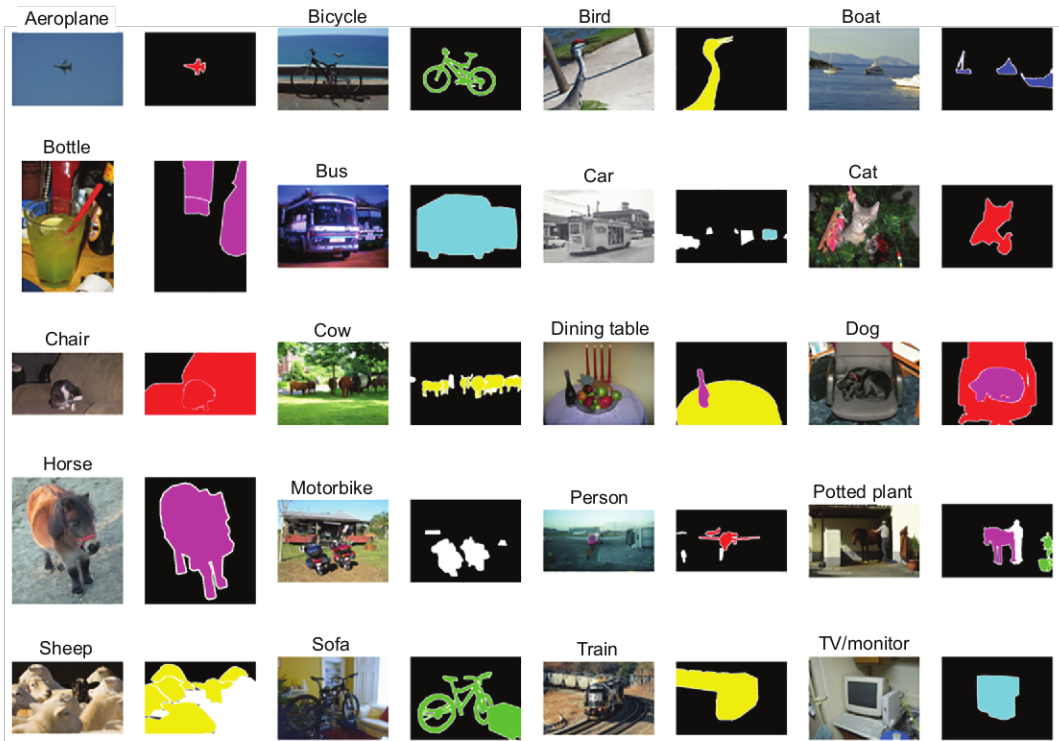 Aeroplane
Bicycle
Bird
Boat
Bottle
Bus
Car
Cat
Chair
Cow
Dining table
Dog
Horse
Motorbike
Person
Potted plant
Sheep
Sofa
Train
TV/monitor